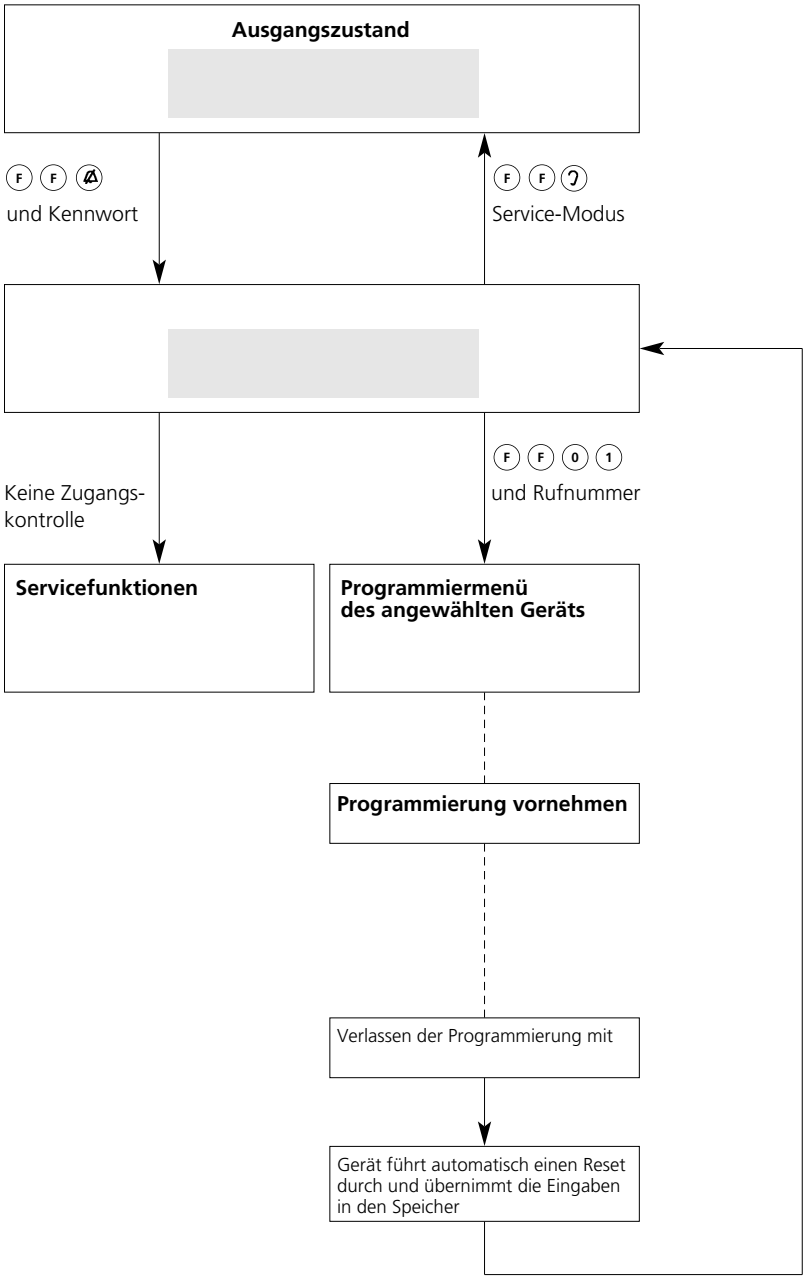 Ausgangszustand
F F
und Kennwort
F F
Service-Modus
Keine Zugangs-
kontrolle
F F 0 1
und Rufnummer
Servicefunktionen
Programmiermenü
des angewählten Geräts
Programmierung vornehmen
Verlassen der Programmierung mit
Gerät führt automatisch einen Reset
durch und übernimmt die Eingaben
in den Speicher